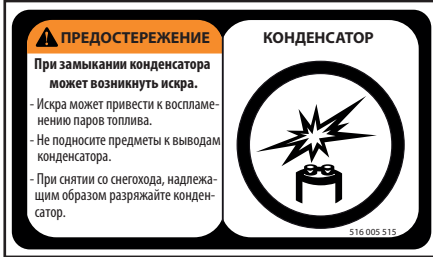 ПРЕДОСТЕРЕЖЕНИЕ
При замыкании конденсатора
может возникнуть искра.
- Искра может привести к воспламе-
нению паров топлива.
- Не подносите предметы к выводам
конденсатора.
- При снятии со снегохода, надлежа-
щим образом разряжайте конден-
сатор.
КОНДЕНСАТОР
516 005 515